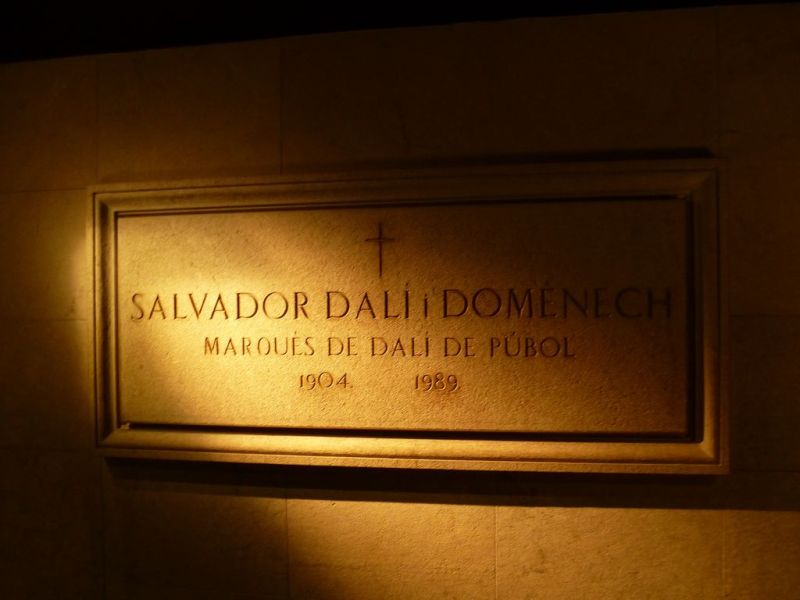 SALVADOR DALÍ i DOMÈNECH
MARQUÉS DE DALÍ DE PÚBOL
1904. 1989.